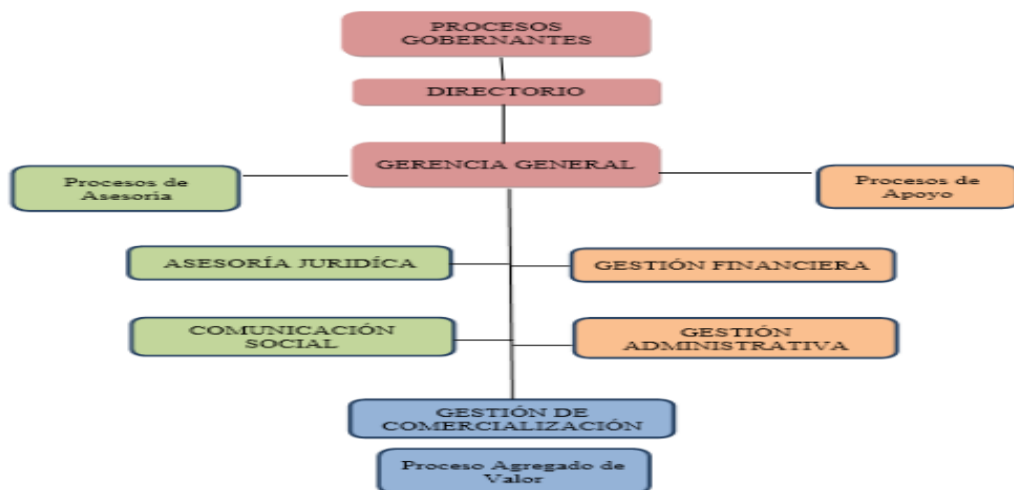 PROCESOS
GOBERNANTES
DIRECTORIO
GERENCIA GENERAL
Procesos de
Asesoría
Procesos de
Apoyo
ASESORÍA JURIDÍCA
GESTIÓN FINANCIERA
COMUNICACIÓN
SOCIAL
GESTIÓN
ADMINISTRATIVA
GESTIÓN DE
COMERCIALIZACIÓN
Proceso Agregado de
Valor